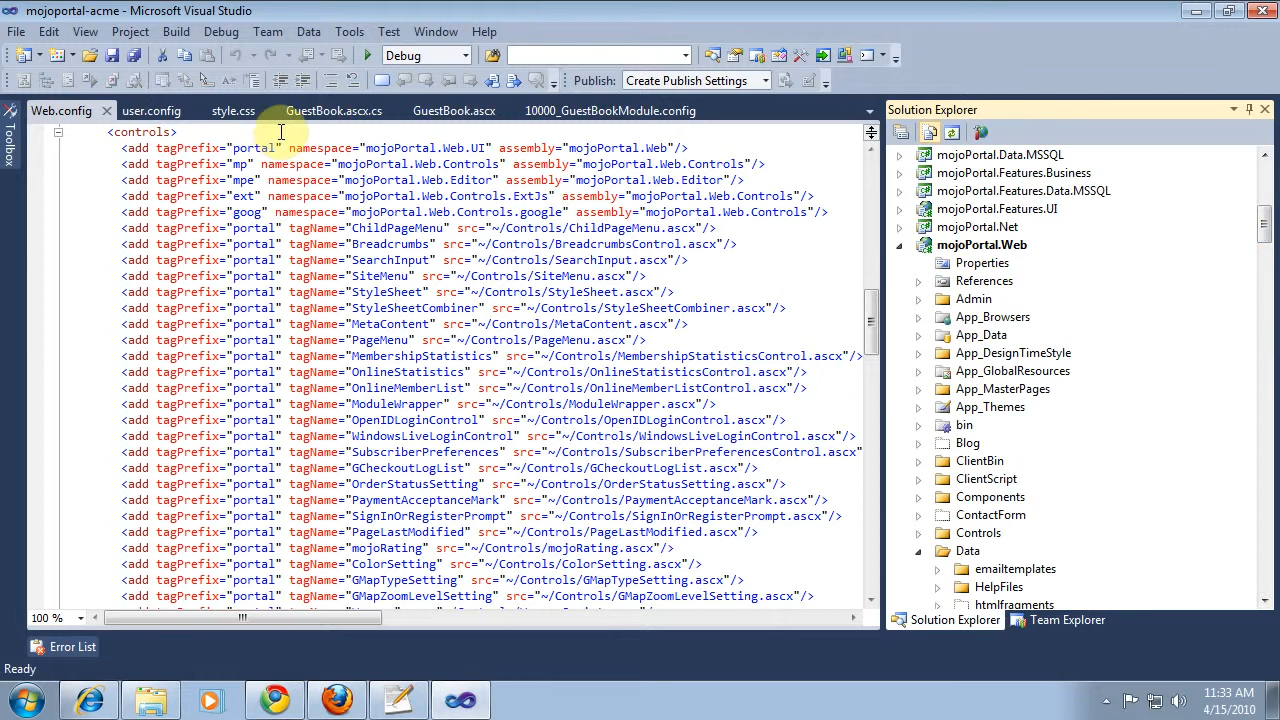 mojoportal-acme - Microsoft Visual Studio
File Edit View Project Build Debug Team Data Tools Test Window Help
Debug
Publish: Create Publish Settings
Web.config user.config style.css GuestBook.ascx.cs GuestBook.ascx 10000_GuestBookModule.config
Toolbox
<controls>
<add tagPrefix="portal" namespace="mojoPortal.Web.UI" assembly="mojoPortal.Web"/>
<add tagPrefix="mp" namespace="mojoPortal.Web.Controls" assembly="mojoPortal.Web.Controls"/>
<add tagPrefix="mpe" namespace="mojoPortal.Web.Editor" assembly="mojoPortal.Web.Editor"/>
<add tagPrefix="ext" namespace="mojoPortal.Web.Controls.ExtJs" assembly="mojoPortal.Web.Controls"/>
<add tagPrefix="goog" namespace="mojoPortal.Web.Controls.google" assembly="mojoPortal.Web.Controls"/>
<add tagPrefix="portal" tagName="ChildPageMenu" src="~/Controls/ChildPageMenu.ascx"/>
<add tagPrefix="portal" tagName="Breadcrumbs" src="~/Controls/BreadcrumbsControl.ascx"/>
<add tagPrefix="portal" tagName="SearchInput" src="~/Controls/SearchInput.ascx"/>
<add tagPrefix="portal" tagName="SiteMenu" src="~/Controls/SiteMenu.ascx"/>
<add tagPrefix="portal" tagName="StyleSheet" src="~/Controls/StyleSheet.ascx"/>
<add tagPrefix="portal" tagName="StyleSheetCombiner" src="~/Controls/StyleSheetCombiner.ascx"/>
<add tagPrefix="portal" tagName="MetaContent" src="~/Controls/MetaContent.ascx"/>
<add tagPrefix="portal" tagName="PageMenu" src="~/Controls/PageMenu.ascx"/>
<add tagPrefix="portal" tagName="MembershipStatistics" src="~/Controls/MembershipStatisticsControl.ascx"/>
<add tagPrefix="portal" tagName="OnlineStatistics" src="~/Controls/OnlineStatisticsControl.ascx"/>
<add tagPrefix="portal" tagName="OnlineMemberList" src="~/Controls/OnlineMemberListControl.ascx"/>
<add tagPrefix="portal" tagName="ModuleWrapper" src="~/Controls/ModuleWrapper.ascx"/>
<add tagPrefix="portal" tagName="OpenIDLoginControl" src="~/Controls/OpenIDLoginControl.ascx"/>
<add tagPrefix="portal" tagName="WindowsLiveLoginControl" src="~/Controls/WindowsLiveLoginControl.ascx"/>
<add tagPrefix="portal" tagName="SubscriberPreferences" src="~/Controls/SubscriberPreferencesControl.ascx"
<add tagPrefix="portal" tagName="GCheckoutLogList" src="~/Controls/GCheckoutLogList.ascx"/>
<add tagPrefix="portal" tagName="OrderStatusSetting" src="~/Controls/OrderStatusSetting.ascx"/>
<add tagPrefix="portal" tagName="PaymentAcceptanceMark" src="~/Controls/PaymentAcceptanceMark.ascx"/>
<add tagPrefix="portal" tagName="SignInOrRegisterPrompt" src="~/Controls/SignInOrRegisterPrompt.ascx"/>
<add tagPrefix="portal" tagName="PageLastModified" src="~/Controls/PageLastModified.ascx"/>
<add tagPrefix="portal" tagName="mojoRating" src="~/Controls/mojoRating.ascx"/>
<add tagPrefix="portal" tagName="ColorSetting" src="~/Controls/ColorSetting.ascx"/>
<add tagPrefix="portal" tagName="GMapTypeSetting" src="~/Controls/GMapTypeSetting.ascx"/>
<add tagPrefix="portal" tagName="GMapZoomLevelSetting" src="~/Controls/GMapZoomLevelSetting.ascx"/>
100 %
Solution Explorer
mojoPortal.Data.MSSQL
mojoPortal.Features.Business
mojoPortal.Features.Data.MSSQL
mojoPortal.Features.UI
mojoPortal.Net
mojoPortal.Web
Properties
References
Admin
App_Browsers
App_Data
App_DesignTimeStyle
App_GlobalResources
App_MasterPages
App_Themes
bin
Blog
ClientBin
ClientScript
Components
ContactForm
Controls
Data
emailtemplates
HelpFiles
htmlfragments
Solution Explorer Team Explorer
Error List
Ready
11:33 AM
4/15/2010